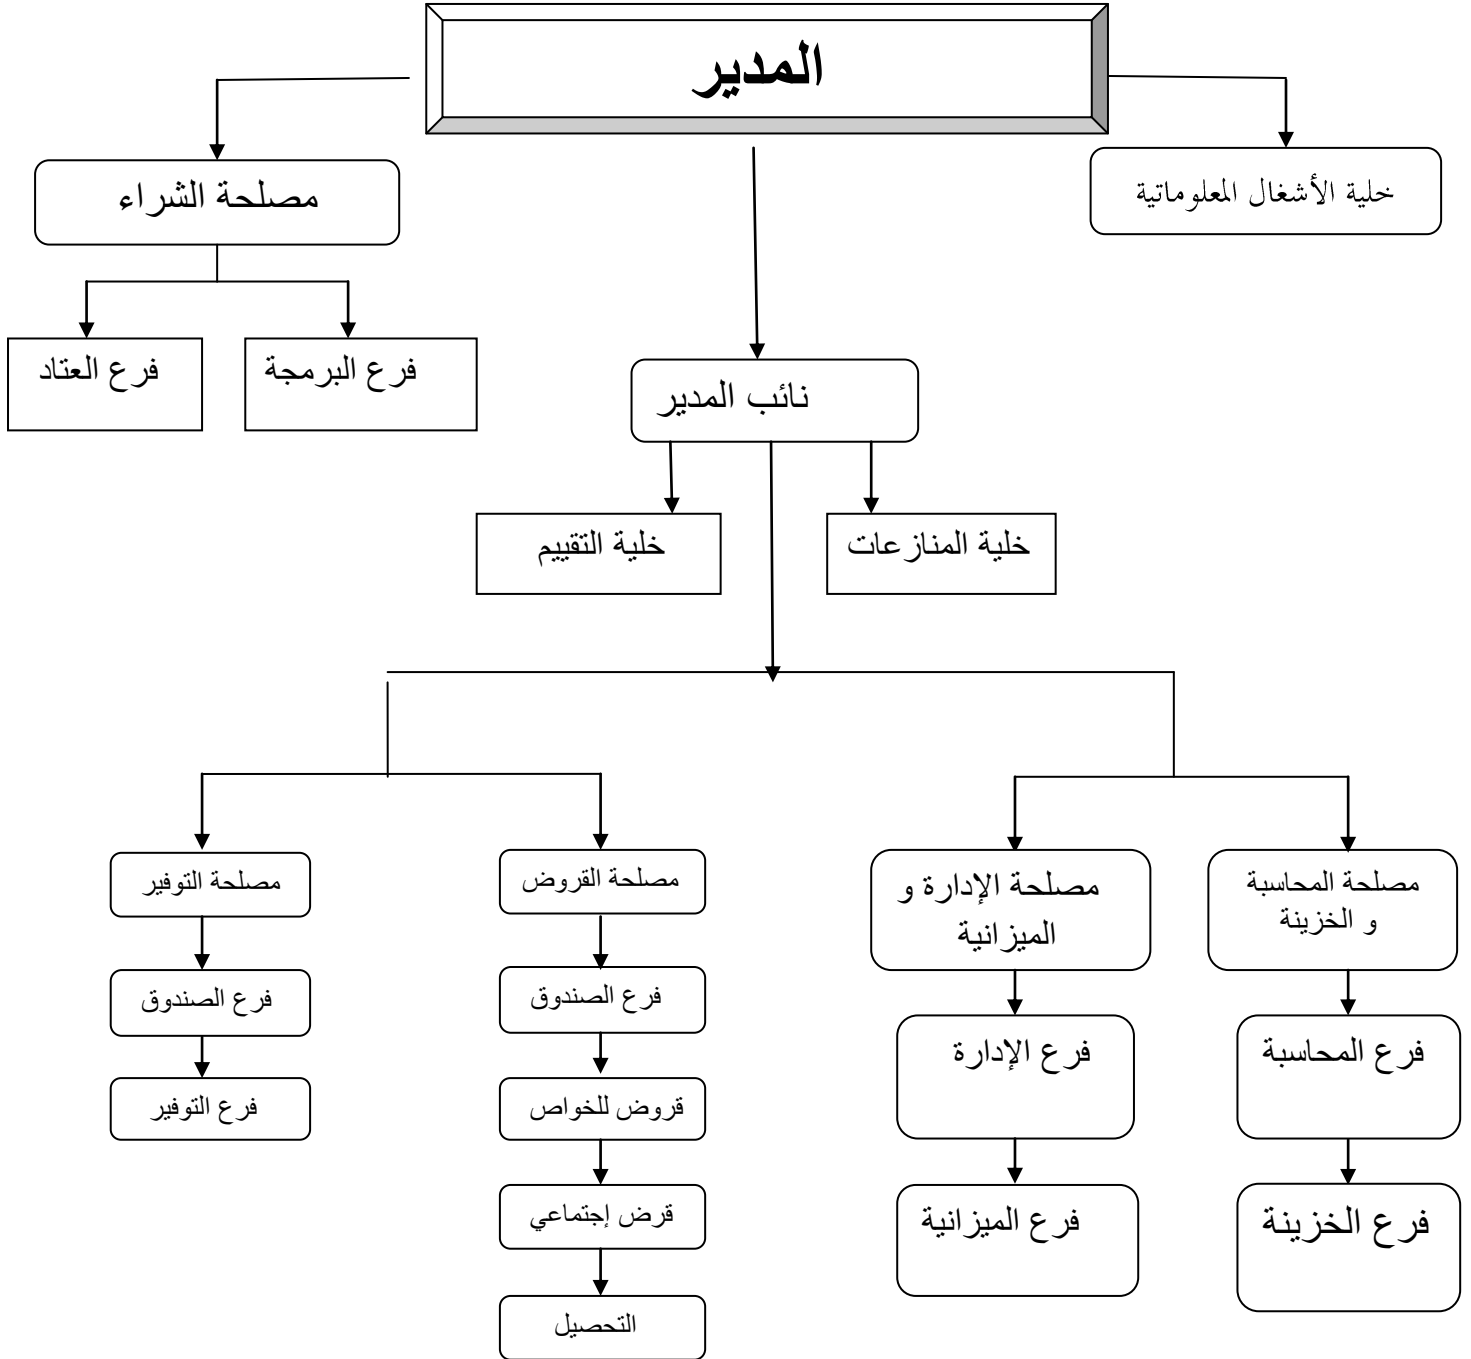 المدير
خلية الأشغال المعلوماتية
مصلحة الشراء
فرع البرمجة
فرع العتاد
نائب المدير
خلية المنازعات
خلية التقييم
مصلحة المحاسبة
و الخزينة
مصلحة الإدارة و
الميزانية
مصلحة القروض
مصلحة التوفير
فرع المحاسبة
فرع الإدارة
فرع الصندوق
فرع الصندوق
قروض للخواص
فرع التوفير
فرع الخزينة
فرع الميزانية
قرض إجتماعي
التحصيل